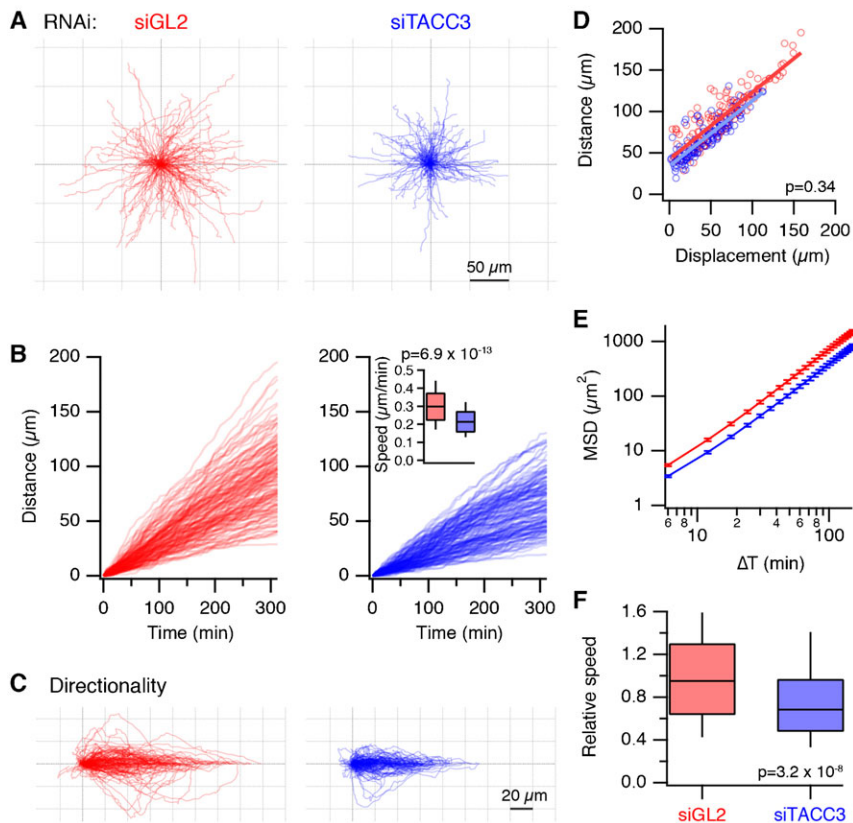 A RNAi: siGL2 siTACC3
50 µm
B
200
150
100
50
0
Distance (µm)
0 100 200 300
Time (min)
200
150
100
50
0
p=6.9 x 10-13
0.5
0.4
0.3
0.2
0.1
0.0
Speed (µm/min)
0 100 200 300
Time (min)
C Directionality
20 µm
D
200
150
100
50
0
Distance (µm)
p=0.34
0 50 100 150 200
Displacement (µm)
E
1000
100
10
1
MSD (µm2)
6 8 10 2 4 6 8 100
ΔT (min)
F
1.6
1.2
0.8
0.4
0.0
Relative speed
p=3.2 x 10-8
siGL2 siTACC3